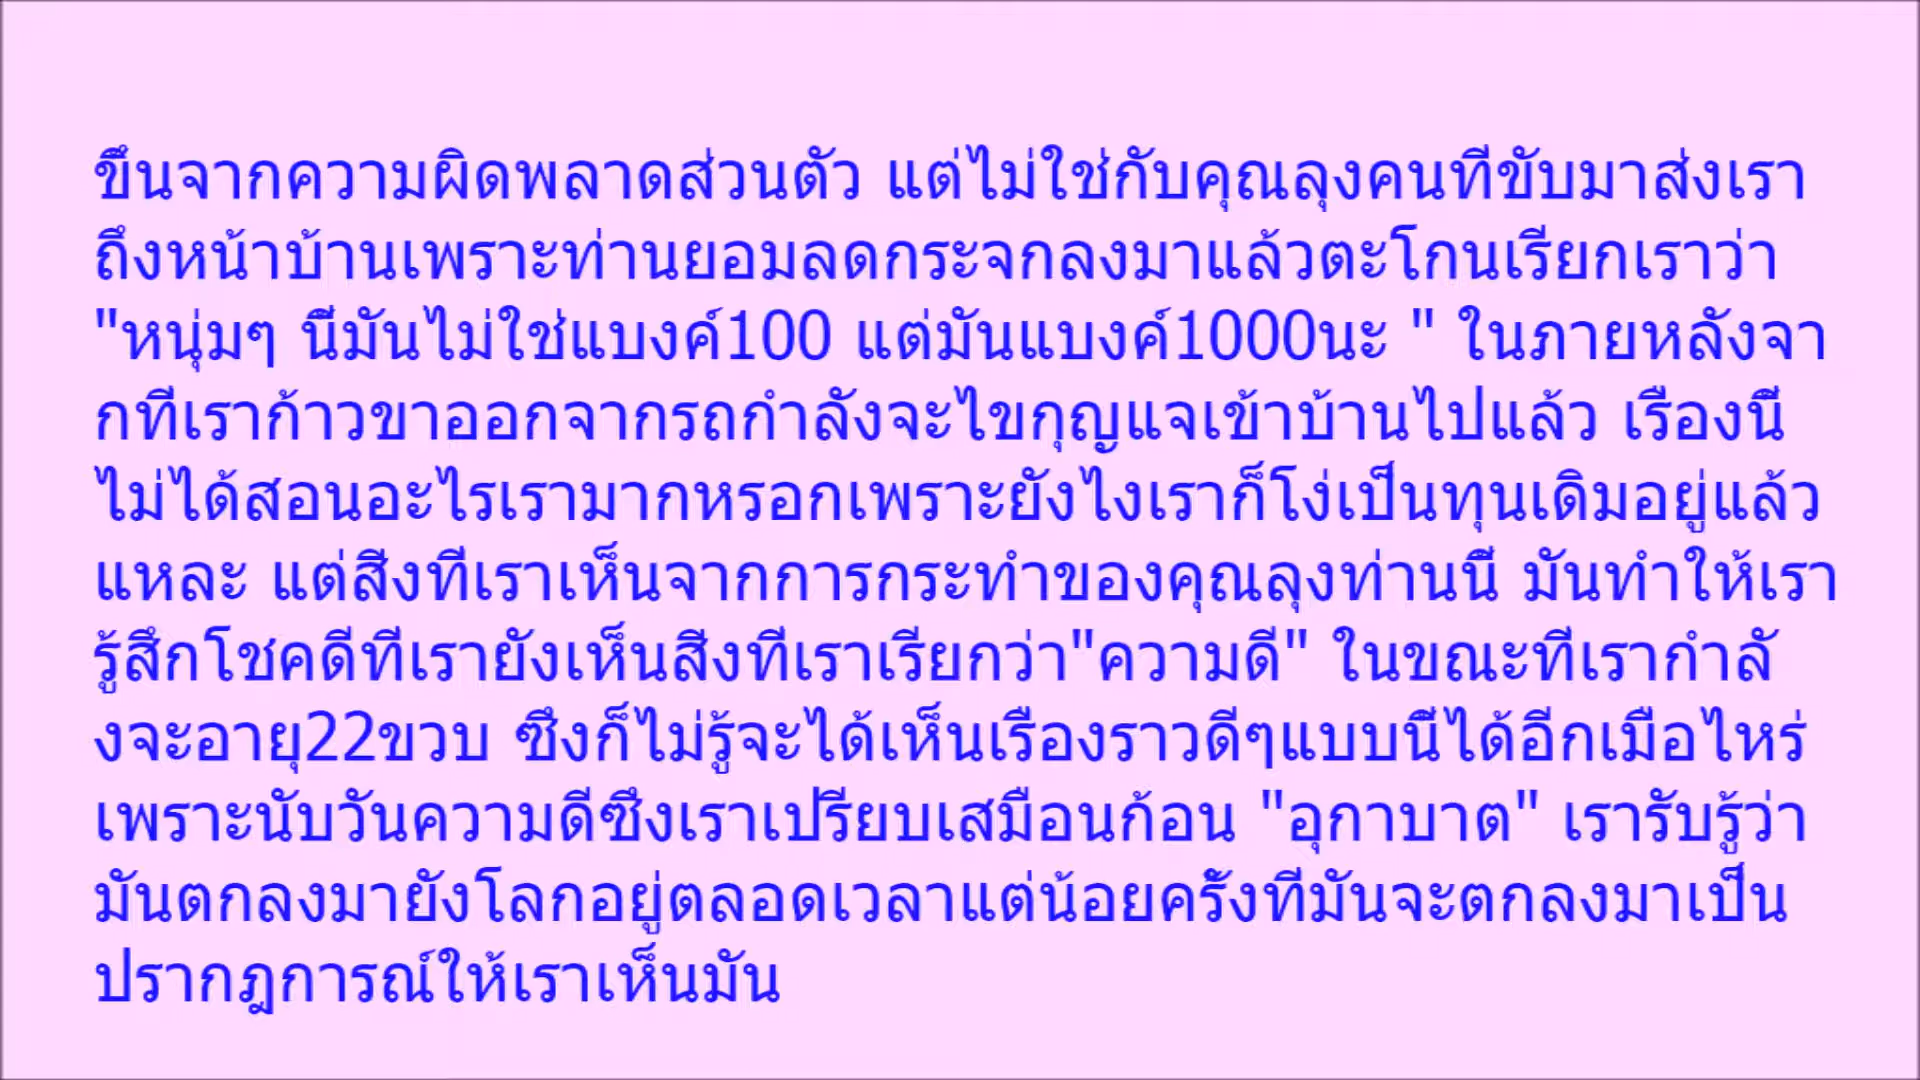 ขึ้นจากความผิดพลาดส่วนตัว แต่ไม่ใช่กับคุณลุงคนที่ขับมาส่งเรา
ถึงหน้าบ้านเพราะท่านยอมลดกระจกลงมาแล้วตะโกนเรียกเราว่า
"หนุ่มๆ นี่มันไม่ใช่แบงค์100 แต่มันแบงค์1000นะ " ในภายหลังจา
กที่เราก้าวขาออกจากรถกำลังจะไขกุญแจเข้าบ้านไปแล้ว เรื่องนี้
ไม่ได้สอนอะไรเรามากหรอกเพราะยังไงเราก็โง่เป็นทุนเดิมอยู่แล้ว
แหละ แต่สิ่งที่เราเห็นจากการกระทำของคุณลุงท่านนี้ มันทำให้เรา
รู้สึกโชคดีที่เรายังเห็นสิ่งที่เราเรียกว่า"ความดี" ในขณะที่เรากำลั
งจะอายุ22ขวบ ซึ่งก็ไม่รู้จะได้เห็นเรื่องราวดีๆแบบนี้ได้อีกเมื่อไหร่
เพราะนับวันความดีซึ่งเราเปรียบเสมือนก้อน "อุกาบาต" เรารับรู้ว่า
มันตกลงมายังโลกอยู่ตลอดเวลาแต่น้อยครั้งที่มันจะตกลงมาเป็น
ปรากฎการณ์ให้เราเห็นมัน